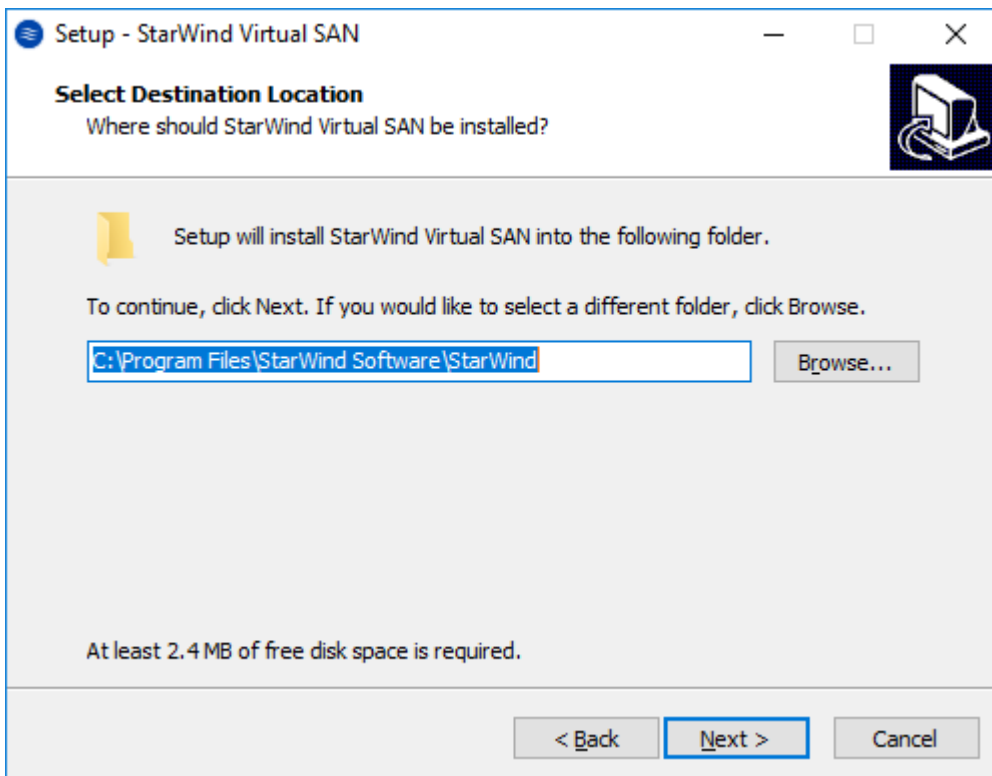 Setup - StarWind Virtual SAN
Select Destination Location
Where should StarWind Virtual SAN be installed?
Setup will install StarWind Virtual SAN into the following folder.
To continue, click Next. If you would like to select a different folder, click Browse.
C:\Program Files\StarWind Software\StarWind
Browse...
At least 2.4 MB of free disk space is required.
< Back
Next >
Cancel